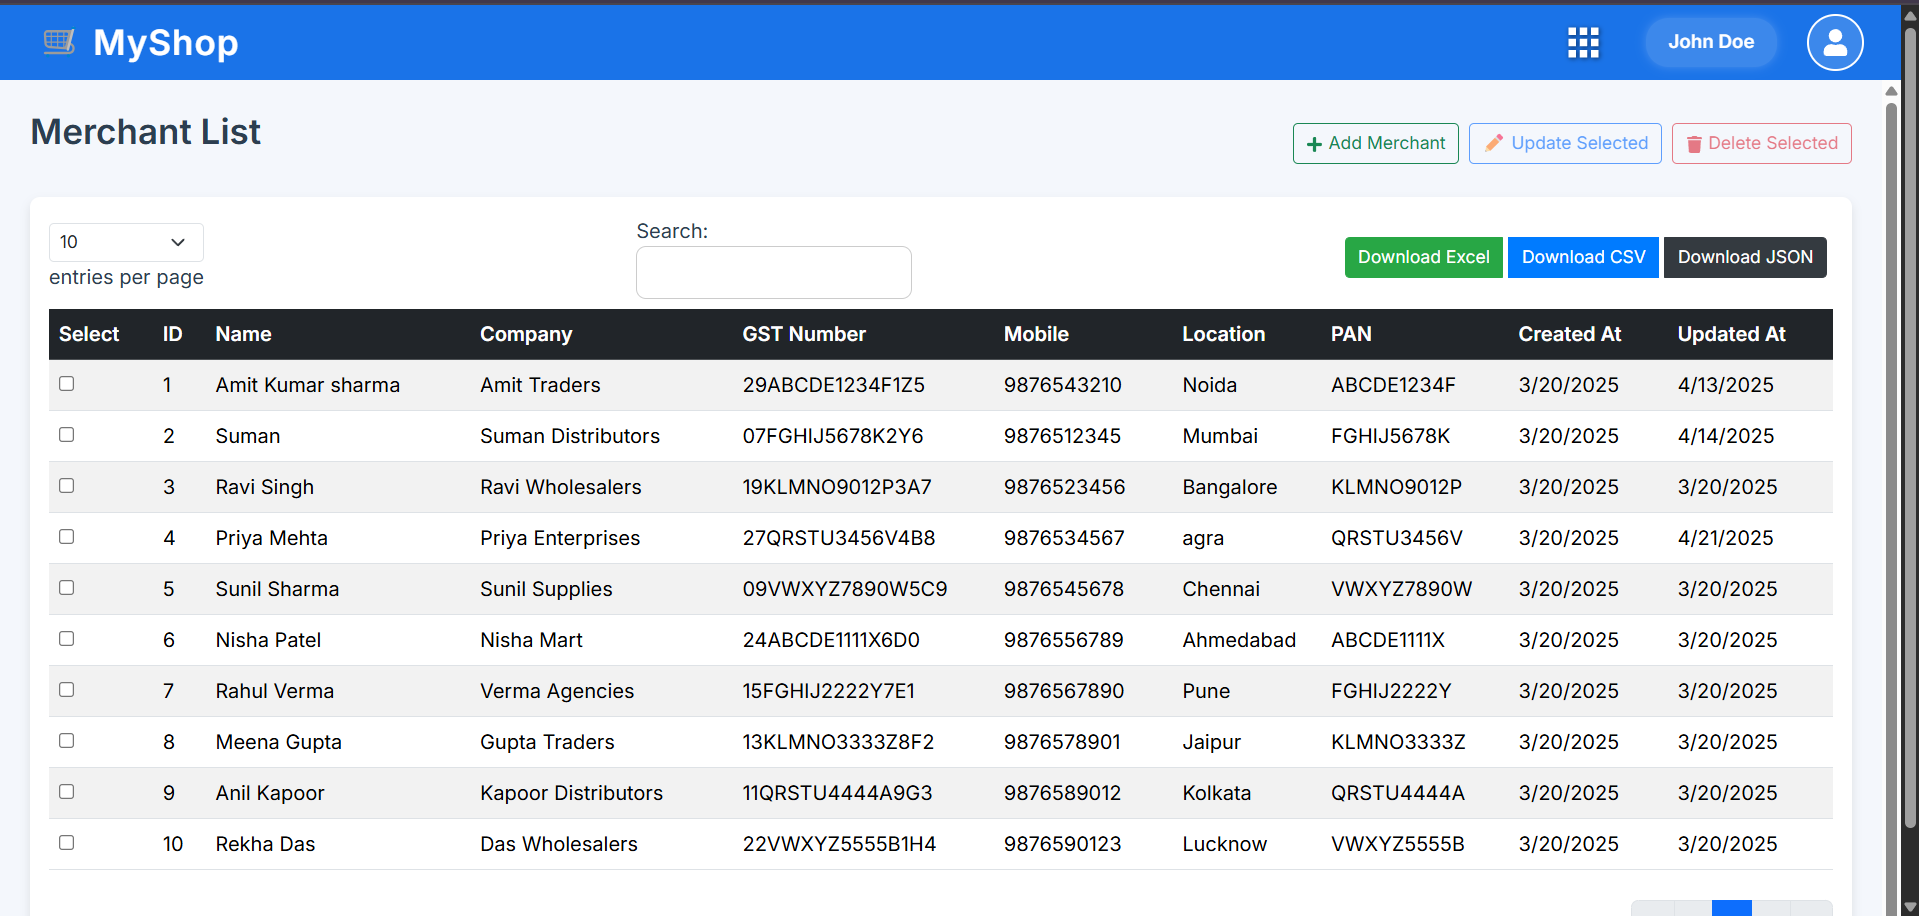 MyShop
John Doe
Merchant List
Add Merchant
Update Selected
Delete Selected
10
entries per page
Search:
Download Excel
Download CSV
Download JSON
Select ID Name Company GST Number Mobile Location PAN Created At Updated At
1 Amit Kumar sharma Amit Traders 29ABCDE1234F1Z5 9876543210 Noida ABCDE1234F 3/20/2025 4/13/2025
2 Suman Suman Distributors 07FGHIJ5678K2Y6 9876512345 Mumbai FGHIJ5678K 3/20/2025 4/14/2025
3 Ravi Singh Ravi Wholesalers 19KLMNO9012P3A7 9876523456 Bangalore KLMNO9012P 3/20/2025 3/20/2025
4 Priya Mehta Priya Enterprises 27QRSTU3456V4B8 9876534567 agra QRSTU3456V 3/20/2025 4/21/2025
5 Sunil Sharma Sunil Supplies 09VWXYZ7890W5C9 9876545678 Chennai VWXYZ7890W 3/20/2025 3/20/2025
6 Nisha Patel Nisha Mart 24ABCDE1111X6D0 9876556789 Ahmedabad ABCDE1111X 3/20/2025 3/20/2025
7 Rahul Verma Verma Agencies 15FGHIJ2222Y7E1 9876567890 Pune FGHIJ2222Y 3/20/2025 3/20/2025
8 Meena Gupta Gupta Traders 13KLMNO3333Z8F2 9876578901 Jaipur KLMNO3333Z 3/20/2025 3/20/2025
9 Anil Kapoor Kapoor Distributors 11QRSTU4444A9G3 9876589012 Kolkata QRSTU4444A 3/20/2025 3/20/2025
10 Rekha Das Das Wholesalers 22VWXYZ5555B1H4 9876590123 Lucknow VWXYZ5555B 3/20/2025 3/20/2025